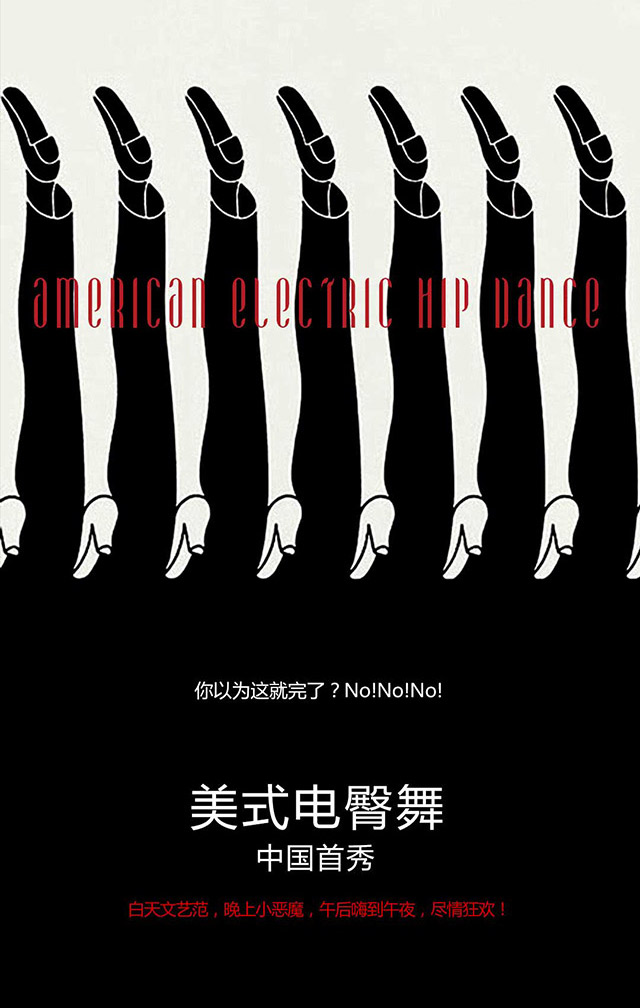 AMERICAN ELECTRIC HIP DANCE
你以为这就完了？No!No!No!
美式电臀舞
中国首秀
白天文艺范，晚上小恶魔，午后嗨到午夜，尽情狂欢！